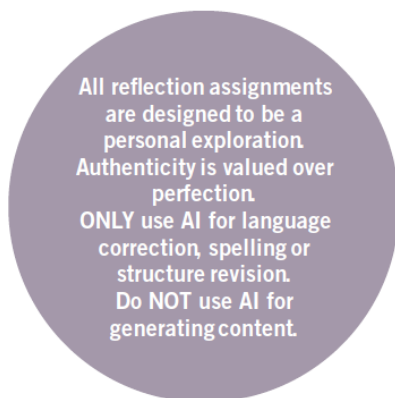 All reflection assignments
are designed to be a
personal exploration.
Authenticity is valued over
perfection.
ONLY use AI for language
correction, spelling or
structure revision.
Do NOT use AI for
generating content.